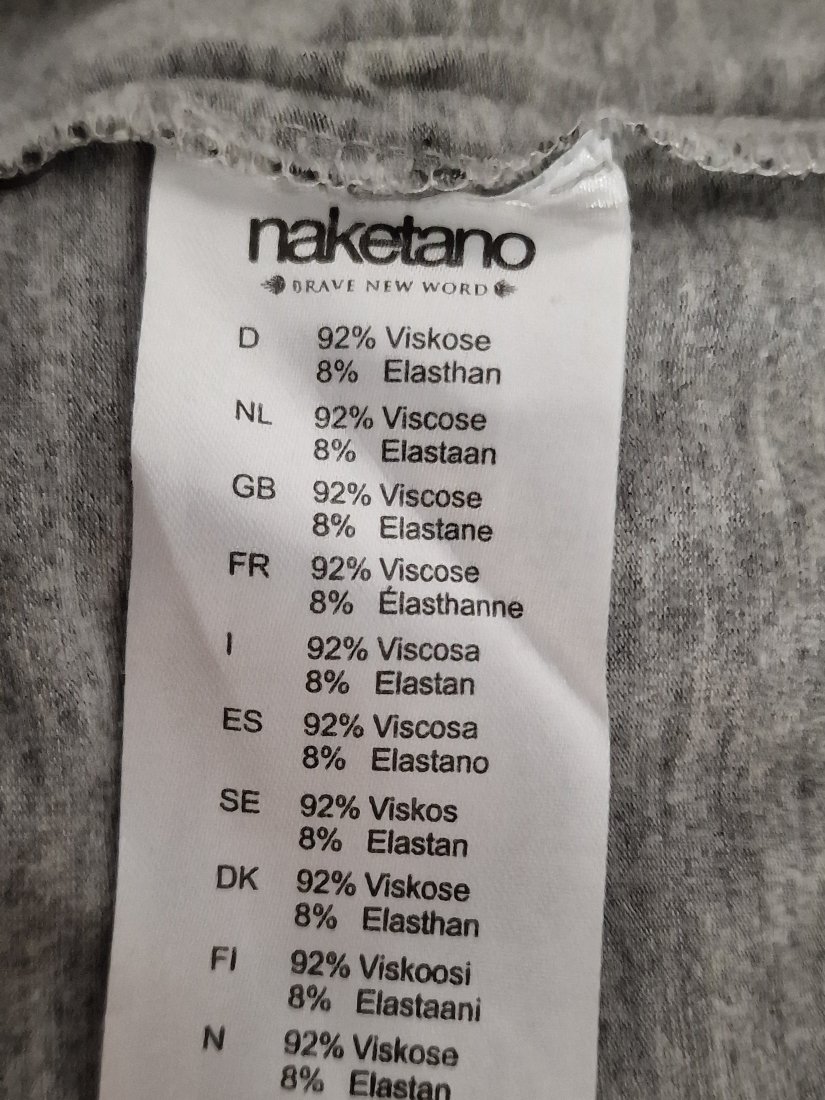 naketano
BRAVE NEW WORD
D 92% Viskose
8% Elasthan
NL 92% Viscose
8% Elastaan
GB 92% Viscose
8% Elastane
FR 92% Viscose
8% Élasthanne
I 92% Viscosa
8% Elastan
ES 92% Viscosa
8% Elastano
SE 92% Viskos
8% Elastan
DK 92% Viskose
8% Elasthan
FI 92% Viskoosi
8% Elastaani
N 92% Viskose
8% Elastan